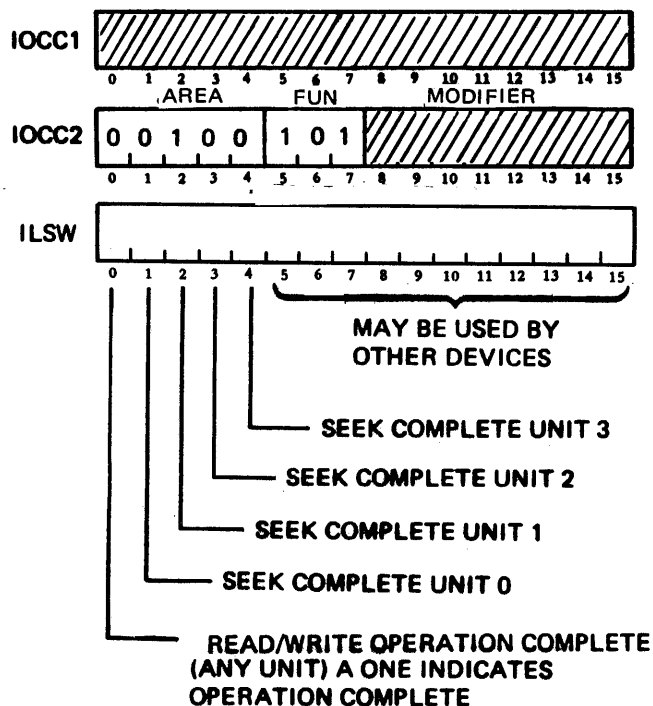 IOCC1
0 1 2 3 4 5 6 7 8 9 10 11 12 13 14 15
AREA FUN MODIFIER
IOCC2 0 0 1 0 0 1 0 1
0 1 2 3 4 5 6 7 8 9 10 11 12 13 14 15
ILSW
0 1 2 3 4 5 6 7 8 9 10 11 12 13 14 15
MAY BE USED BY
OTHER DEVICES
SEEK COMPLETE UNIT 3
SEEK COMPLETE UNIT 2
SEEK COMPLETE UNIT 1
SEEK COMPLETE UNIT 0
READ/WRITE OPERATION COMPLETE
(ANY UNIT) A ONE INDICATES
OPERATION COMPLETE